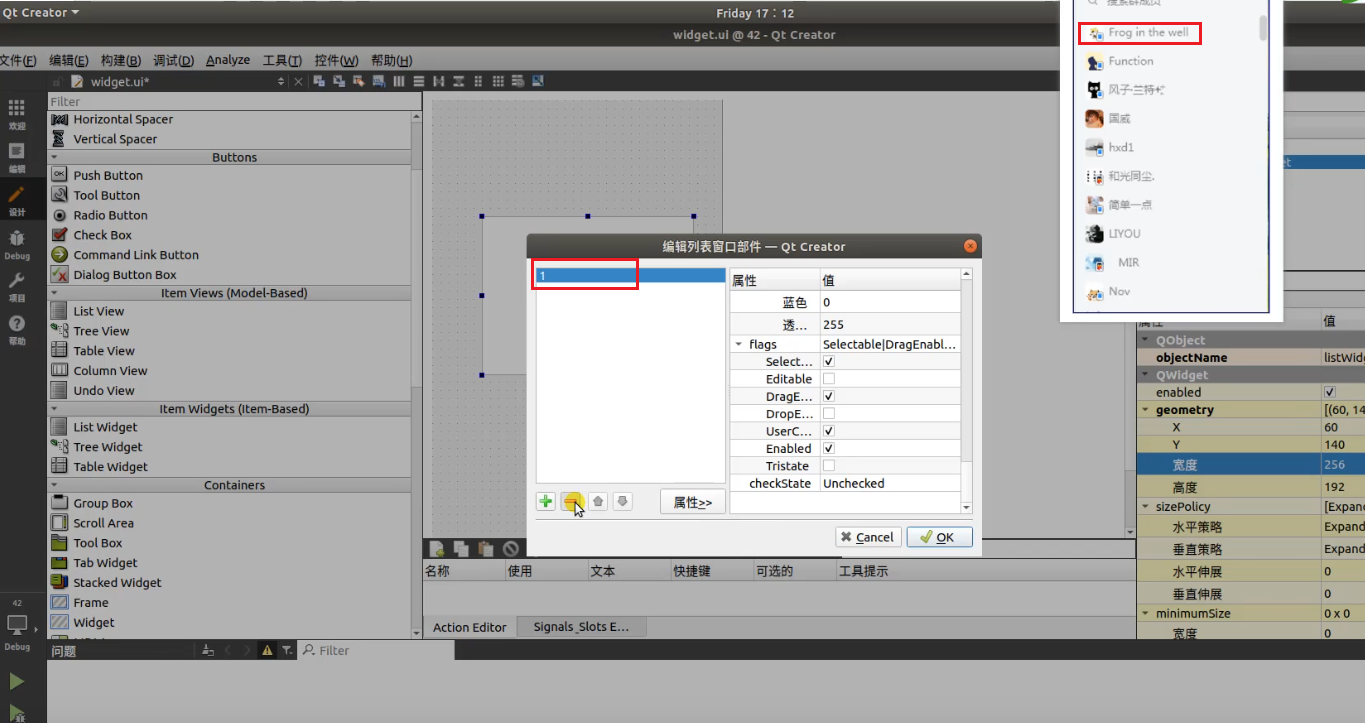 Qt Creator
Friday 17:12
widget.ui @ 42 - Qt Creator
文件(F) 编辑(E) 构建(B) 调试(D) Analyze 工具(T) 控件(W) 帮助(H)
widget.ui*
欢迎
编辑
设计
Debug
项目
帮助
42
Debug
Filter
Horizontal Spacer
Vertical Spacer
Buttons
Push Button
Tool Button
Radio Button
Check Box
Command Link Button
Dialog Button Box
Item Views (Model-Based)
List View
Tree View
Table View
Column View
Undo View
Item Widgets (Item-Based)
List Widget
Tree Widget
Table Widget
Containers
Group Box
Scroll Area
Tool Box
Tab Widget
Stacked Widget
Frame
Widget
编辑列表窗口部件 — Qt Creator
1
属性>>
属性 值
蓝色 0
透... 255
flags Selectable|DragEnabl...
Select...
Editable
DragE...
DropE...
UserC...
Enabled
Tristate
checkState Unchecked
Cancel
OK
名称 使用 文本 快捷键 可选的 工具提示
Action Editor
Signals_Slots E...
问题
Filter
搜索群成员
Frog in the well
Function
风子-兰特
国威
hxd1
和光同尘.
简单一点
LIYOU
MIR
Nov
属性 值
QObject
objectName listWid
QWidget
enabled
geometry [(60, 14
X 60
Y 140
宽度 256
高度 192
sizePolicy [Expand
水平策略 Expand
垂直策略 Expand
水平伸展 0
垂直伸展 0
minimumSize 0 x 0
宽度 0